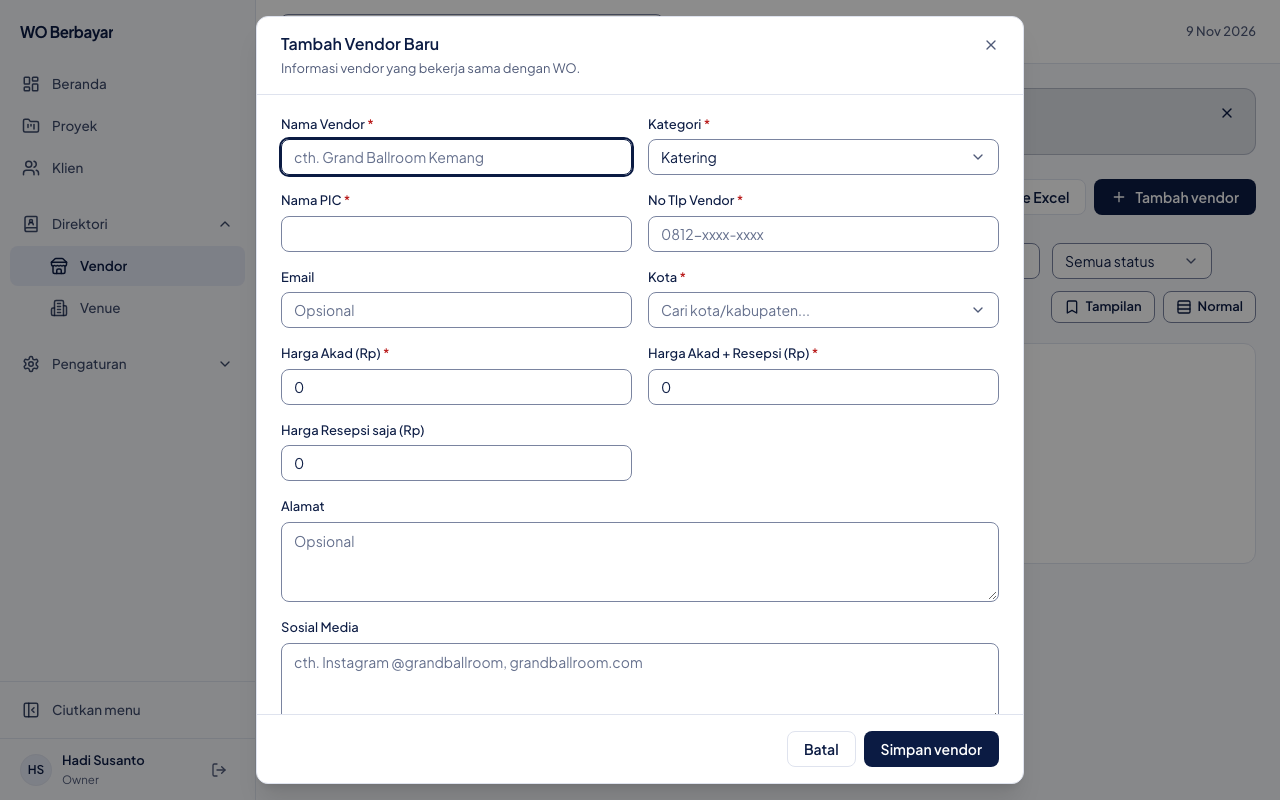 WO Berbayar
Beranda
Proyek
Klien
Direktori
Vendor
Venue
Pengaturan
Ciutkan menu
HS
Hadi Susanto
Owner
9 Nov 2026
Excel
Tambah vendor
Semua status
Tampilan
Normal
Tambah Vendor Baru
Informasi vendor yang bekerja sama dengan WO.
Nama Vendor *
cth. Grand Ballroom Kemang
Kategori *
Katering
Nama PIC *
No Tlp Vendor *
0812-xxxx-xxxx
Email
Opsional
Kota *
Cari kota/kabupaten...
Harga Akad (Rp) *
0
Harga Akad + Resepsi (Rp) *
0
Harga Resepsi saja (Rp)
0
Alamat
Opsional
Sosial Media
cth. Instagram @grandballroom, grandballroom.com
Batal
Simpan vendor